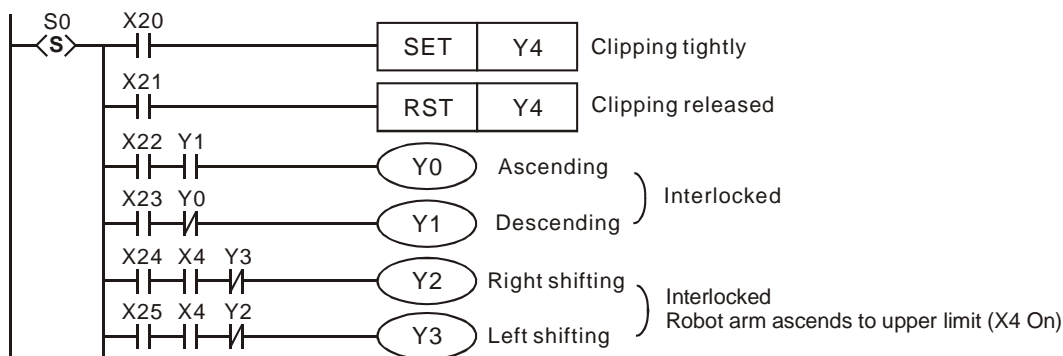 S0 X20
S SET Y4 Clipping tightly
X21
RST Y4 Clipping released
X22 Y1
Y0 Ascending
Interlocked
X23 Y0
Y1 Descending
X24 X4 Y3
Y2 Right shifting
Interlocked
Robot arm ascends to upper limit (X4 On)
X25 X4 Y2
Y3 Left shifting